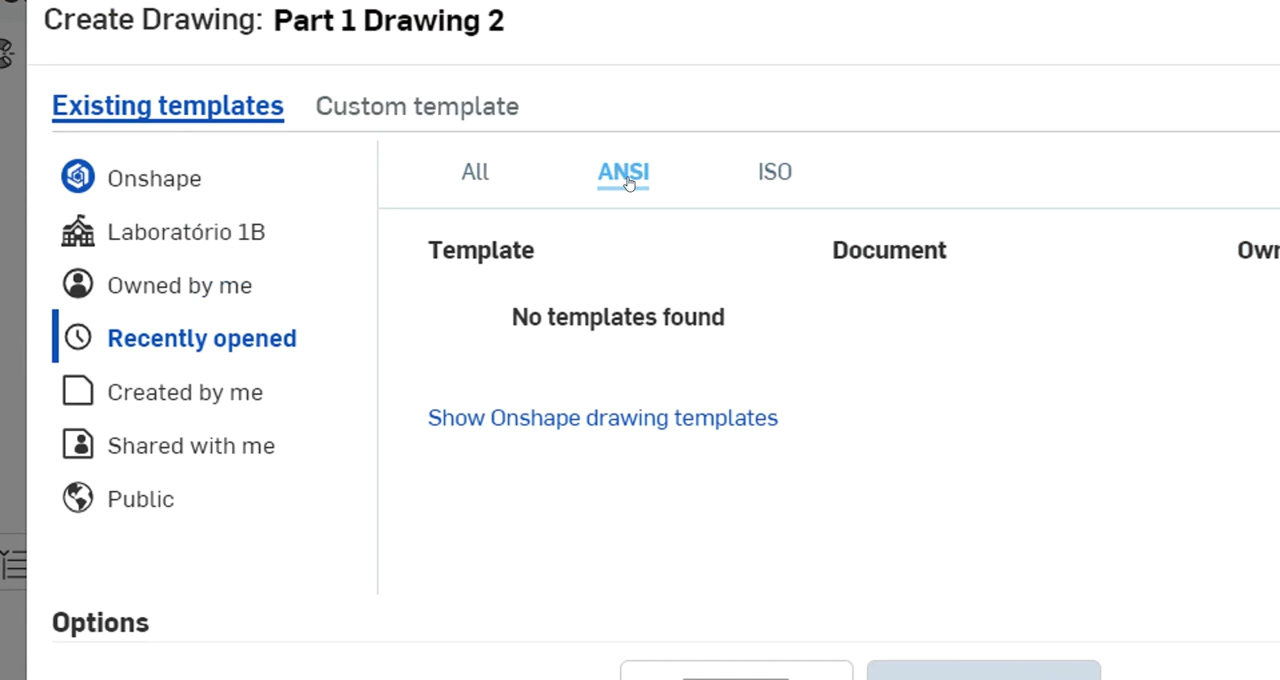 Create Drawing: Part 1 Drawing 2
Existing templates Custom template
Onshape
Laboratório 1B
Owned by me
Recently opened
Created by me
Shared with me
Public
All ANSI ISO
Template Document
No templates found
Show Onshape drawing templates
Options